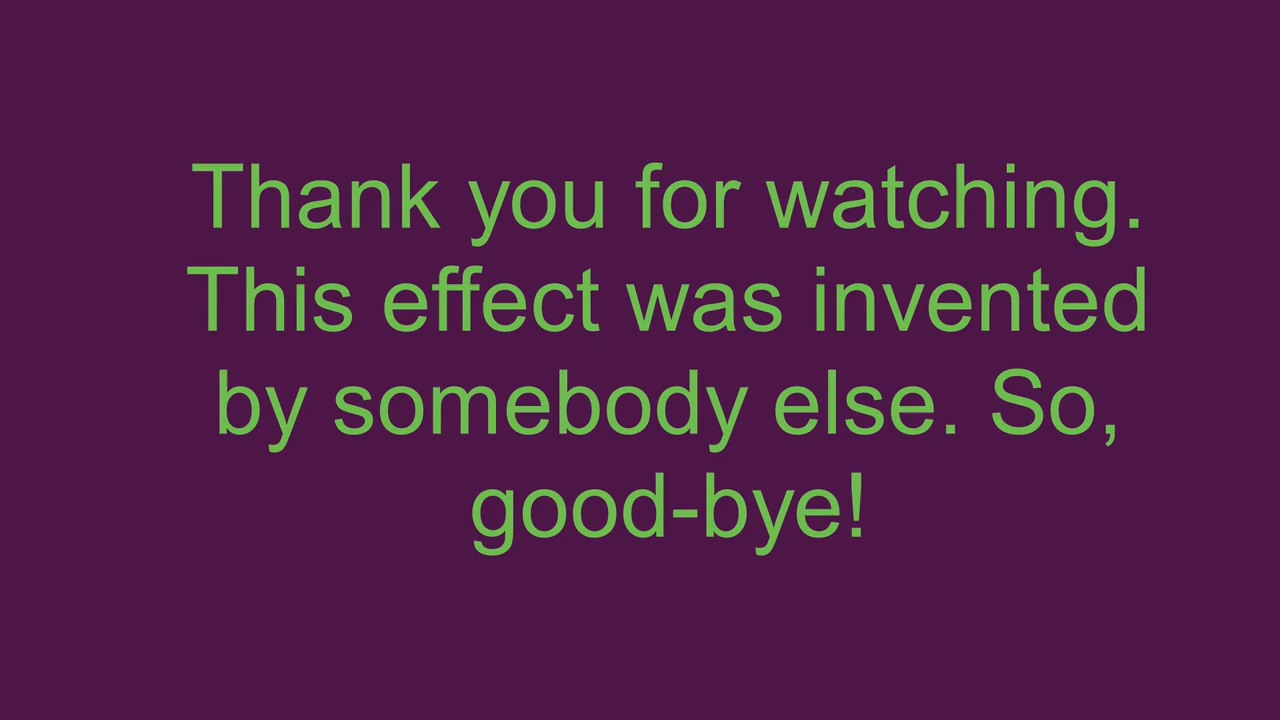 Thank you for watching.
This effect was invented
by somebody else. So,
good-bye!